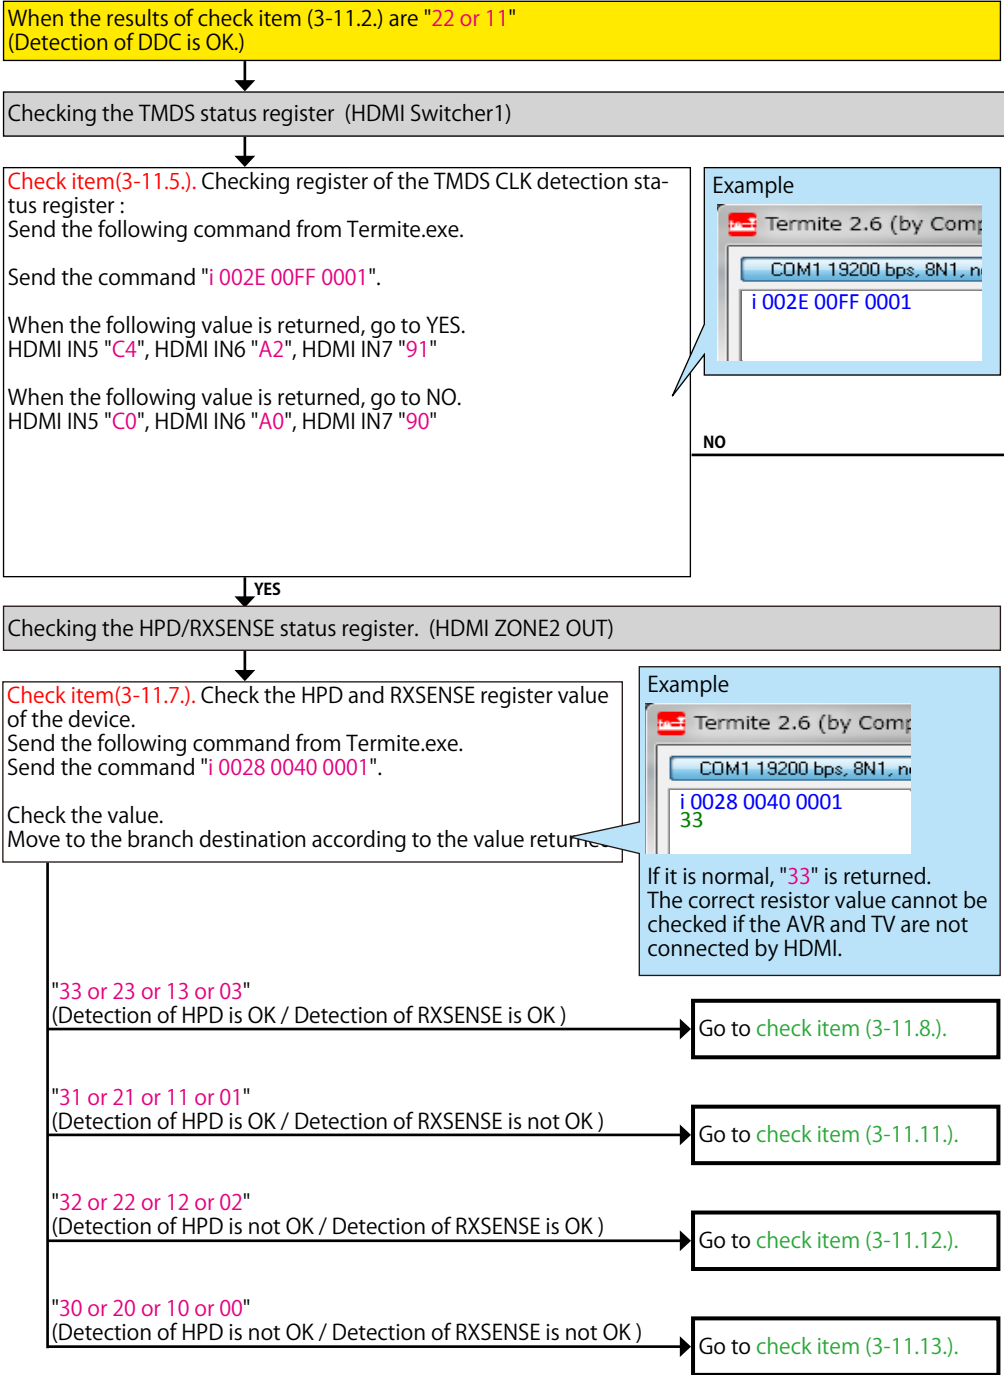 When the results of check item (3-11.2.) are "22 or 11"
(Detection of DDC is OK.)
Checking the TMDS status register  (HDMI Switcher1)
Check item(3-11.5.). Checking register of the TMDS CLK detection sta-
tus register :
Send the following command from Termite.exe.
Send the command "i 002E 00FF 0001".
When the following value is returned, go to YES.
HDMI IN5 "C4", HDMI IN6 "A2", HDMI IN7 "91"
When the following value is returned, go to NO.
HDMI IN5 "C0", HDMI IN6 "A0", HDMI IN7 "90"
Example
Termite 2.6 (by Comp
COM1 19200 bps, 8N1, n
i 002E 00FF 0001
NO
YES
Checking the HPD/RXSENSE status register.  (HDMI ZONE2 OUT)
Check item(3-11.7.). Check the HPD and RXSENSE register value
of the device.
Send the following command from Termite.exe.
Send the command "i 0028 0040 0001".
Check the value.
Move to the branch destination according to the value returned
Example
Termite 2.6 (by Comp
COM1 19200 bps, 8N1, n
i 0028 0040 0001
33
If it is normal, "33" is returned.
The correct resistor value cannot be
checked if the AVR and TV are not
connected by HDMI.
"33 or 23 or 13 or 03"
(Detection of HPD is OK / Detection of RXSENSE is OK )
Go to check item (3-11.8.).
"31 or 21 or 11 or 01"
(Detection of HPD is OK / Detection of RXSENSE is not OK )
Go to check item (3-11.11.).
"32 or 22 or 12 or 02"
(Detection of HPD is not OK / Detection of RXSENSE is OK )
Go to check item (3-11.12.).
"30 or 20 or 10 or 00"
(Detection of HPD is not OK / Detection of RXSENSE is not OK )
Go to check item (3-11.13.).